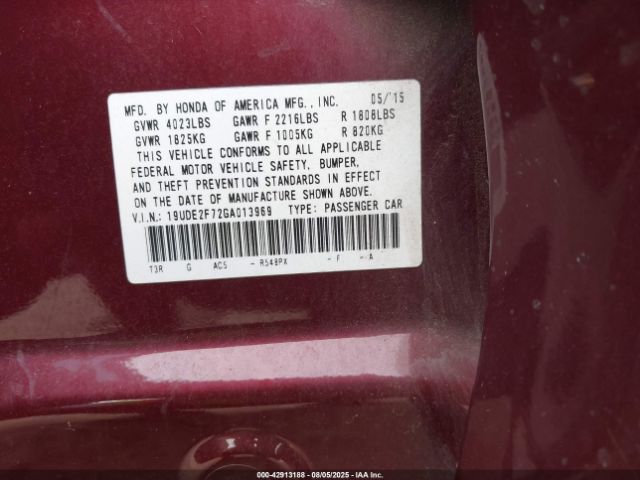 MFD. BY HONDA OF AMERICA MFG., INC. 05/'15
GVWR 4023LBS GAWR F 2216LBS R 1808LBS
GVWR 1825KG GAWR F 1005KG R 820KG
THIS VEHICLE CONFORMS TO ALL APPLICABLE
FEDERAL MOTOR VEHICLE SAFETY, BUMPER,
AND THEFT PREVENTION STANDARDS IN EFFECT
ON THE DATE OF MANUFACTURE SHOWN ABOVE.
V.I.N.: 19UDE2F72GA013969 TYPE: PASSENGER CAR
T3R G AC5 - R548PX - F - A
000-42913188 | 08/05/2025 | IAA Inc.